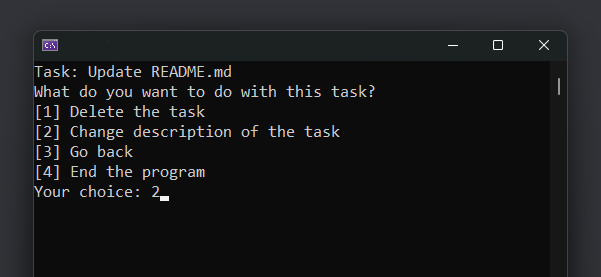 C:\
Task: Update README.md
What do you want to do with this task?
[1] Delete the task
[2] Change description of the task
[3] Go back
[4] End the program
Your choice: 2